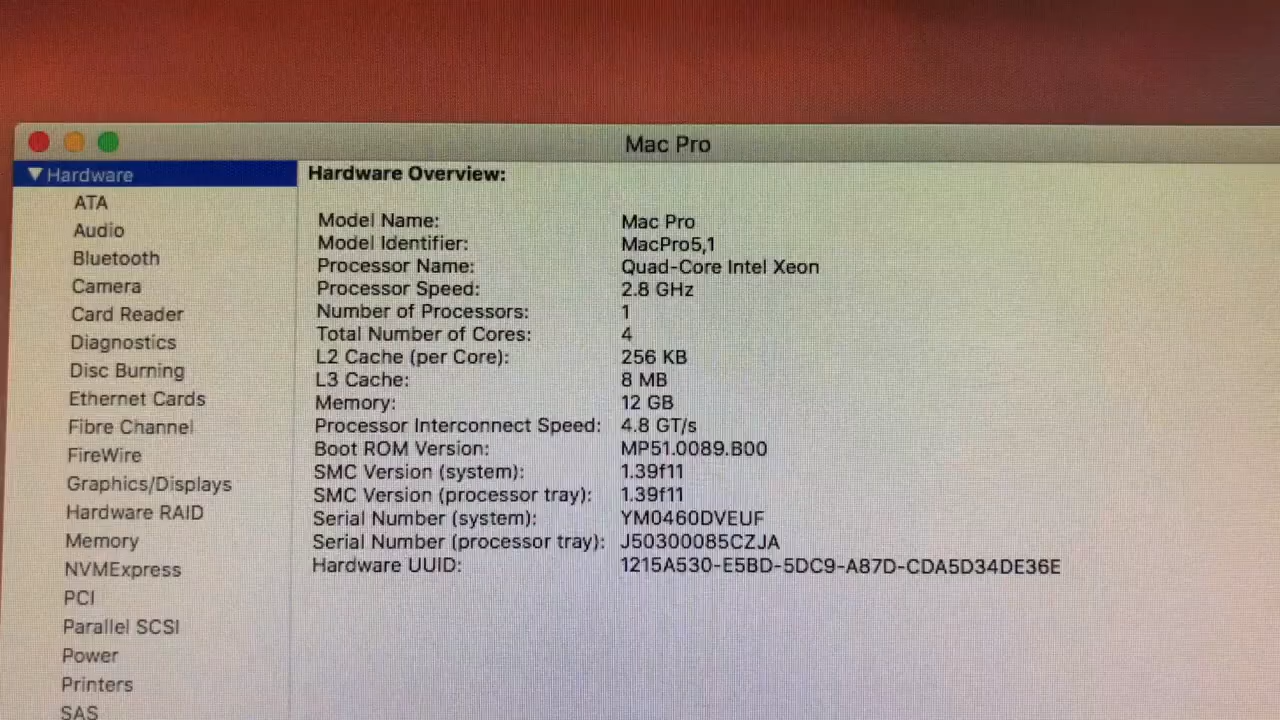 Mac Pro
Hardware
ATA
Audio
Bluetooth
Camera
Card Reader
Diagnostics
Disc Burning
Ethernet Cards
Fibre Channel
FireWire
Graphics/Displays
Hardware RAID
Memory
NVMExpress
PCI
Parallel SCSI
Power
Printers
SAS
Hardware Overview:
Model Name: Mac Pro
Model Identifier: MacPro5,1
Processor Name: Quad-Core Intel Xeon
Processor Speed: 2.8 GHz
Number of Processors: 1
Total Number of Cores: 4
L2 Cache (per Core): 256 KB
L3 Cache: 8 MB
Memory: 12 GB
Processor Interconnect Speed: 4.8 GT/s
Boot ROM Version: MP51.0089.B00
SMC Version (system): 1.39f11
SMC Version (processor tray): 1.39f11
Serial Number (system): YM0460DVEUF
Serial Number (processor tray): J50300085CZJA
Hardware UUID: 1215A530-E5BD-5DC9-A87D-CDA5D34DE36E